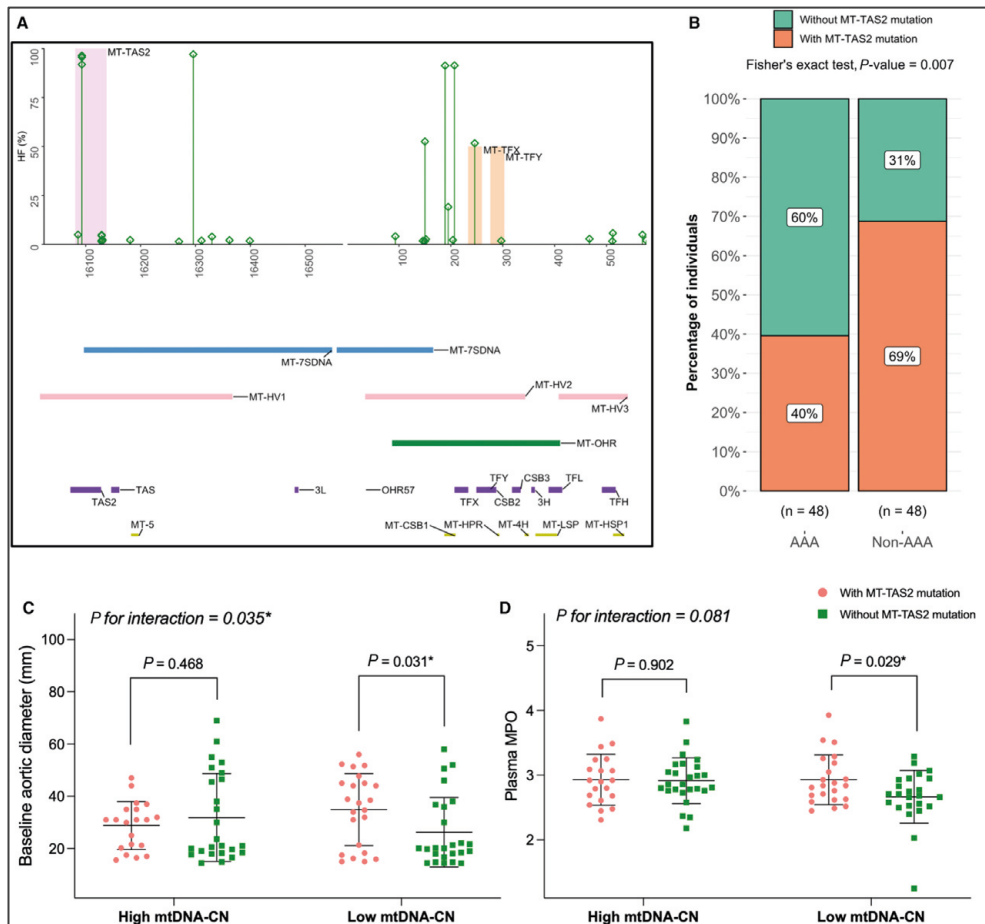 A
HF (%)
100
75
50
25
0
MT-TAS2
MT-TFX
MT-TFY
16100
16200
16300
16400
16500
100
200
300
400
500
MT-7SDNA
MT-7SDNA
MT-HV1
MT-HV2
MT-HV3
MT-OHR
TAS2
TAS
3L
OHR57
TFX
TFY
CSB2
CSB3
3H
TFL
TFH
MT-5
MT-CSB1
MT-HPR
MT-4H
MT-LSP
MT-HSP1
B
Without MT-TAS2 mutation
With MT-TAS2 mutation
Fisher's exact test, P-value = 0.007
Percentage of individuals
100%
90%
80%
70%
60%
50%
40%
30%
20%
10%
0%
60%
40%
31%
69%
(n = 48)
(n = 48)
AAA
Non-AAA
C
P for interaction = 0.035*
Baseline aortic diameter (mm)
100
80
60
40
20
P = 0.468
P = 0.031*
High mtDNA-CN
Low mtDNA-CN
D
With MT-TAS2 mutation
Without MT-TAS2 mutation
P for interaction = 0.081
Plasma MPO
5
4
3
2
P = 0.902
P = 0.029*
High mtDNA-CN
Low mtDNA-CN